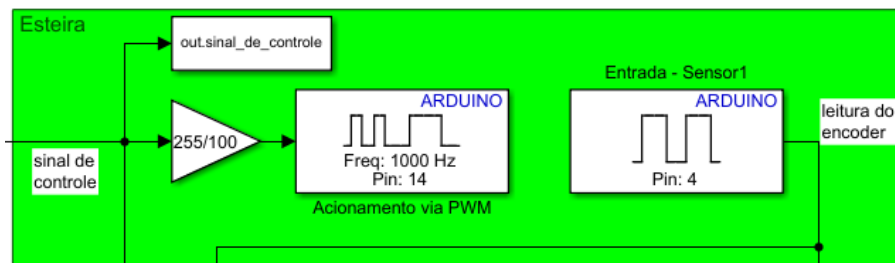 Esteira
out.sinal_de_controle
255/100
sinal de
controle
ARDUINO
Freq: 1000 Hz
Pin: 14
Acionamento via PWM
Entrada - Sensor1
ARDUINO
Pin: 4
leitura do
encoder